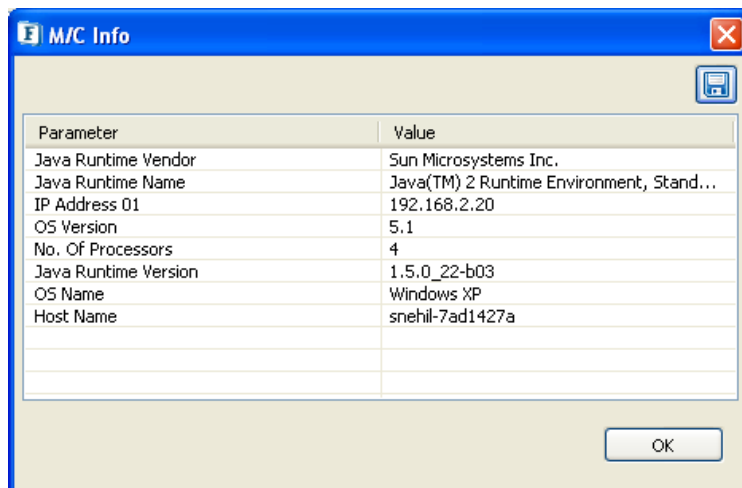 M/C Info
Parameter Value
Java Runtime Vendor Sun Microsystems Inc.
Java Runtime Name Java(TM) 2 Runtime Environment, Stand...
IP Address 01 192.168.2.20
OS Version 5.1
No. Of Processors 4
Java Runtime Version 1.5.0_22-b03
OS Name Windows XP
Host Name snehil-7ad1427a
OK